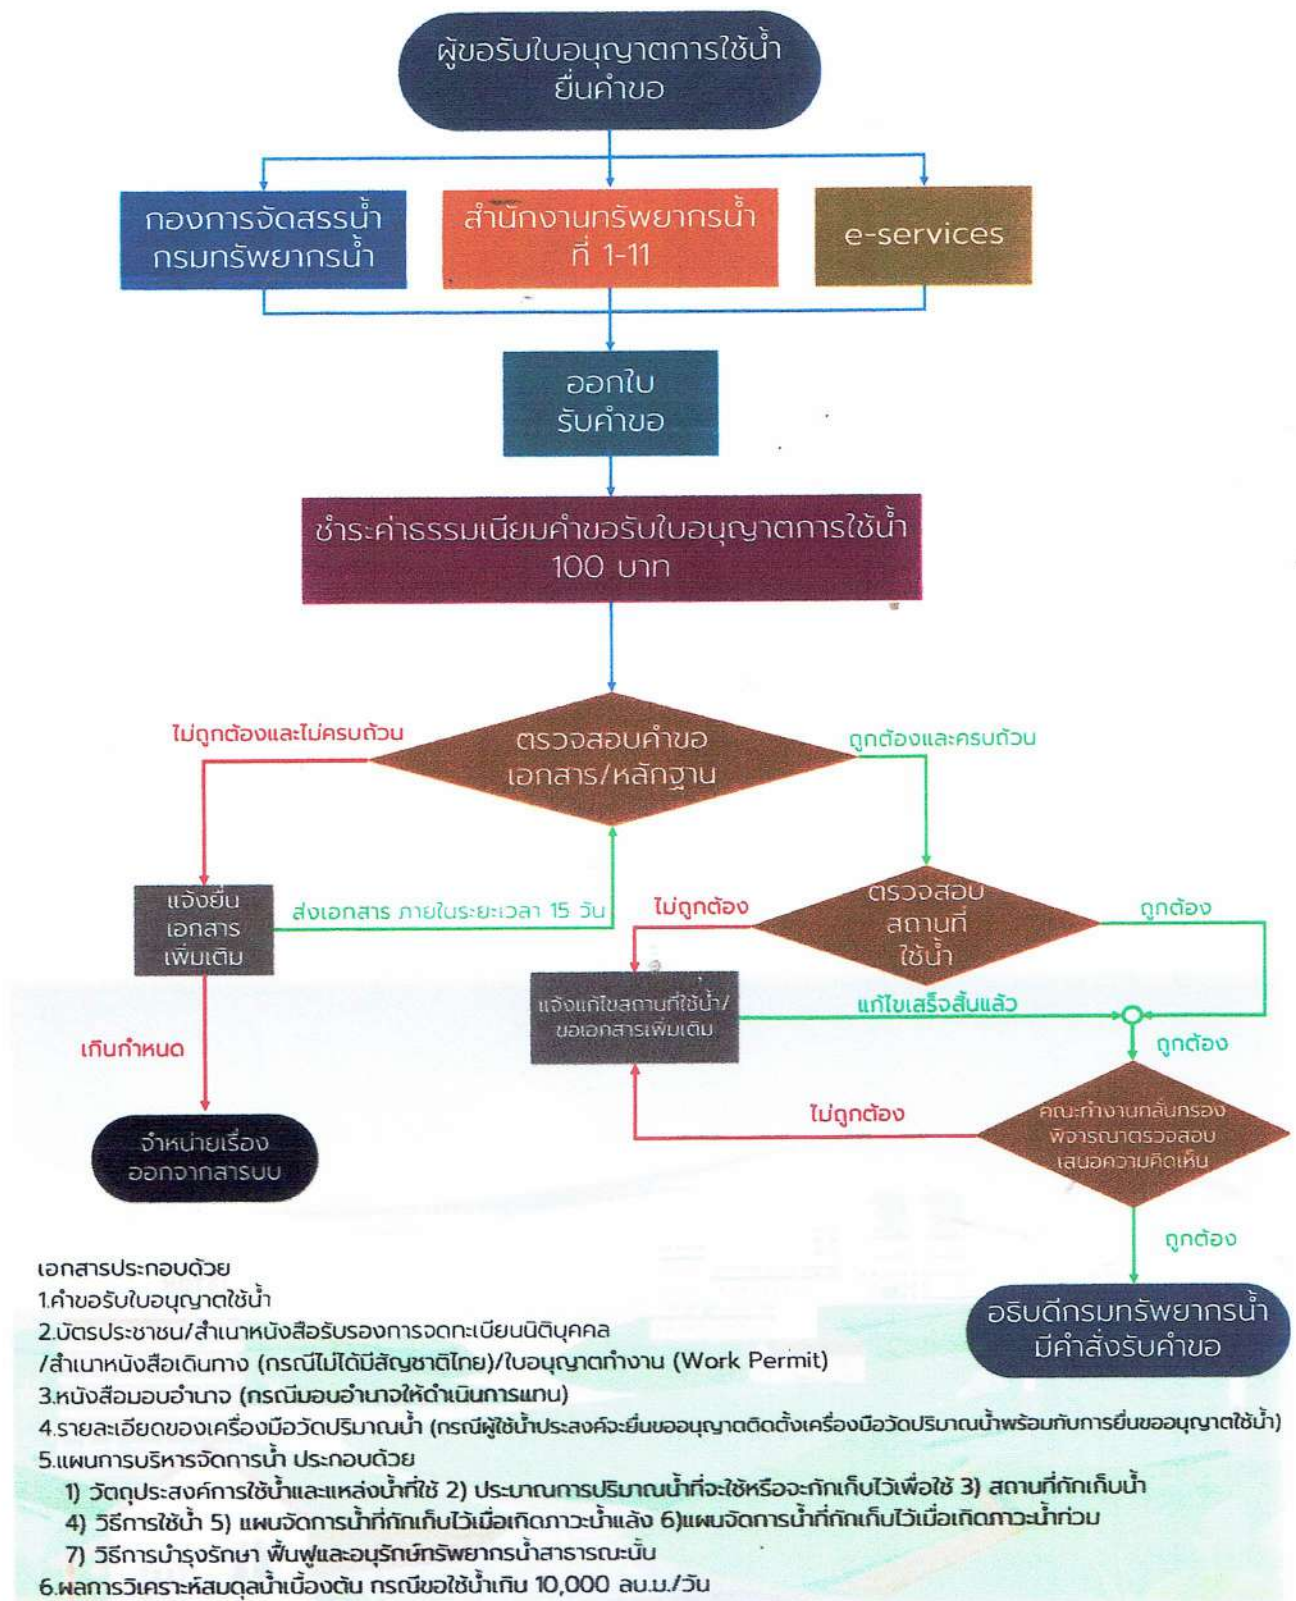 ผู้ขอรับใบอนุญาตการใช้น้ำ
ยื่นคำขอ
กองการจัดสรรน้ำ
กรมทรัพยากรน้ำ
สำนักงานทรัพยากรน้ำ
ที่ 1-11
e-services
ออกใบ
รับคำขอ
ชำระค่าธรรมเนียมคำขอรับใบอนุญาตการใช้น้ำ
100 บาท
ไม่ถูกต้องและไม่ครบถ้วน
ตรวจสอบคำขอ
เอกสาร/หลักฐาน
ถูกต้องและครบถ้วน
แจ้งยื่น
เอกสาร
เพิ่มเติม
ส่งเอกสาร ภายในระยะเวลา 15 วัน
ไม่ถูกต้อง
ตรวจสอบ
สถานที่
ใช้น้ำ
ถูกต้อง
แจ้งแก้ไขสถานที่ใช้น้ำ/
ขอเอกสารเพิ่มเติม
แก้ไขเสร็จสิ้นแล้ว
ถูกต้อง
เกินกำหนด
ไม่ถูกต้อง
คณะทำงานกลั่นกรอง
พิจารณาตรวจสอบ
เสนอความคิดเห็น
จำหน่ายเรื่อง
ออกจากสารบบ
ถูกต้อง
อธิบดีกรมทรัพยากรน้ำ
มีคำสั่งรับคำขอ
เอกสารประกอบด้วย
1.คำขอรับใบอนุญาตใช้น้ำ
2.บัตรประชาชน/สำเนาหนังสือรับรองการจดทะเบียนนิติบุคคล
/สำเนาหนังสือเดินทาง (กรณีไม่ได้มีสัญชาติไทย)/ใบอนุญาตทำงาน (Work Permit)
3.หนังสือมอบอำนาจ (กรณีมอบอำนาจให้ดำเนินการแทน)
4.รายละเอียดของเครื่องมือวัดปริมาณน้ำ (กรณีผู้ใช้น้ำประสงค์จะยื่นขออนุญาตติดตั้งเครื่องมือวัดปริมาณน้ำพร้อมกับการยื่นขออนุญาตใช้น้ำ)
5.แผนการบริหารจัดการน้ำ ประกอบด้วย
1) วัตถุประสงค์การใช้น้ำและแหล่งน้ำที่ใช้ 2) ประมาณการปริมาณน้ำที่จะใช้หรือจะกักเก็บไว้เพื่อใช้ 3) สถานที่กักเก็บน้ำ
4) วิธีการใช้น้ำ 5) แผนจัดการน้ำที่กักเก็บไว้เมื่อเกิดภาวะน้ำแล้ง 6)แผนจัดการน้ำที่กักเก็บไว้เมื่อเกิดภาวะน้ำท่วม
7) วิธีการบำรุงรักษา ฟื้นฟูและอนุรักษ์ทรัพยากรน้ำสาธารณะนั้น
6.ผลการวิเคราะห์สมดุลน้ำเบื้องต้น กรณีขอใช้น้ำเกิน 10,000 ลบ.ม./วัน